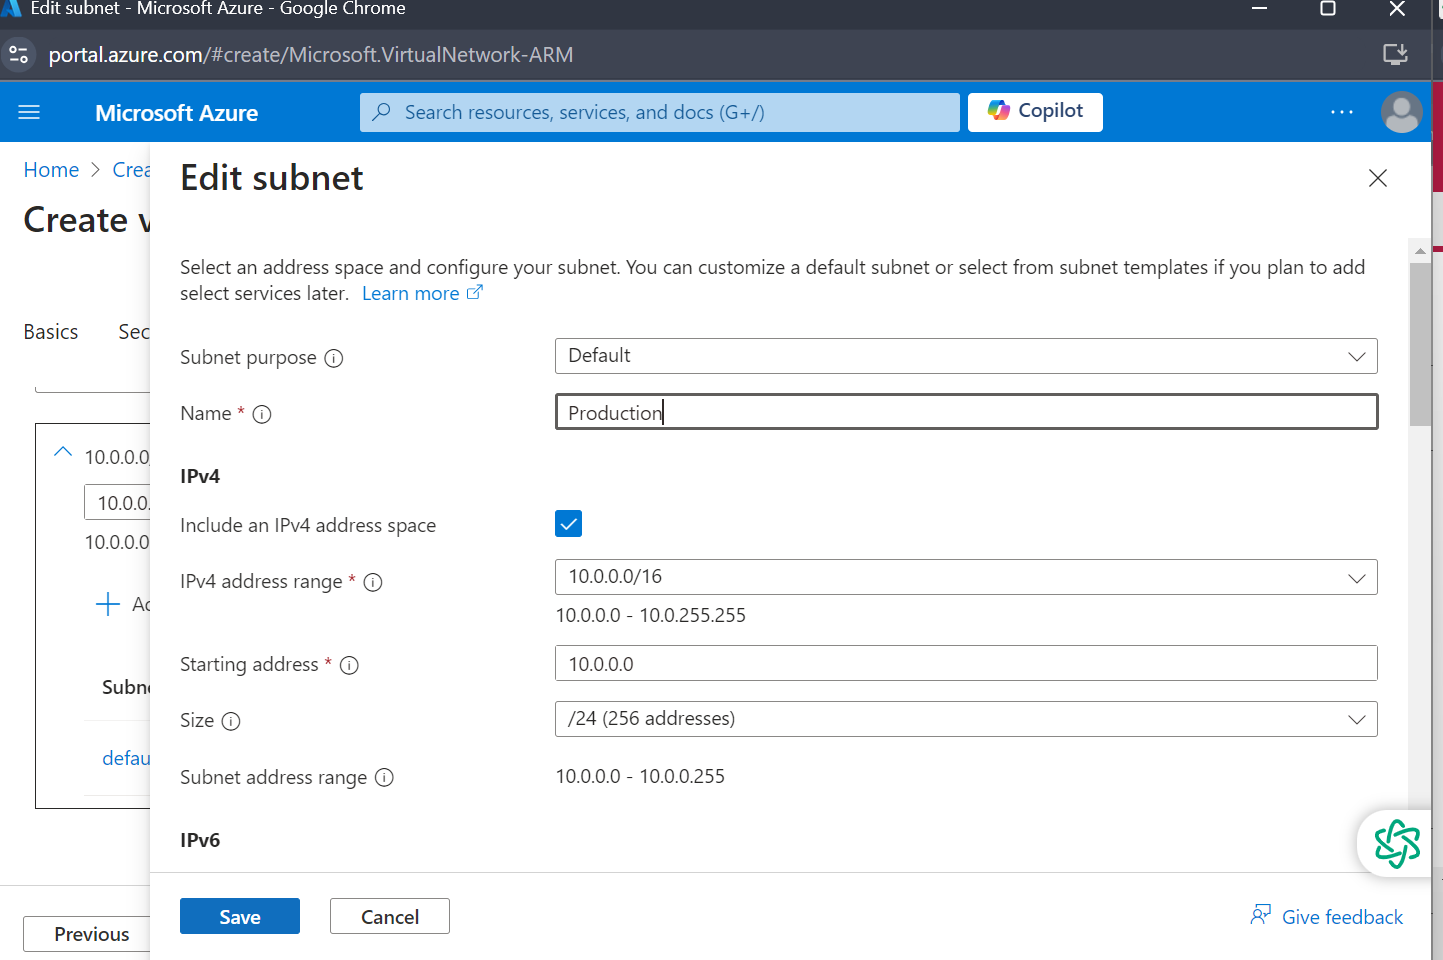 Edit subnet - Microsoft Azure - Google Chrome
portal.azure.com/#create/Microsoft.VirtualNetwork-ARM
Microsoft Azure
Search resources, services, and docs (G+/)
Copilot
Home > Crea
Create v
Basics Sec
10.0.0.0
10.0.0.
10.0.0.0
Ad
Subne
defau
Previous
Edit subnet
Select an address space and configure your subnet. You can customize a default subnet or select from subnet templates if you plan to add
select services later. Learn more
Subnet purpose Default
Name * Production
IPv4
Include an IPv4 address space
IPv4 address range * 10.0.0.0/16
10.0.0.0 - 10.0.255.255
Starting address * 10.0.0.0
Size /24 (256 addresses)
Subnet address range 10.0.0.0 - 10.0.0.255
IPv6
Save Cancel Give feedback